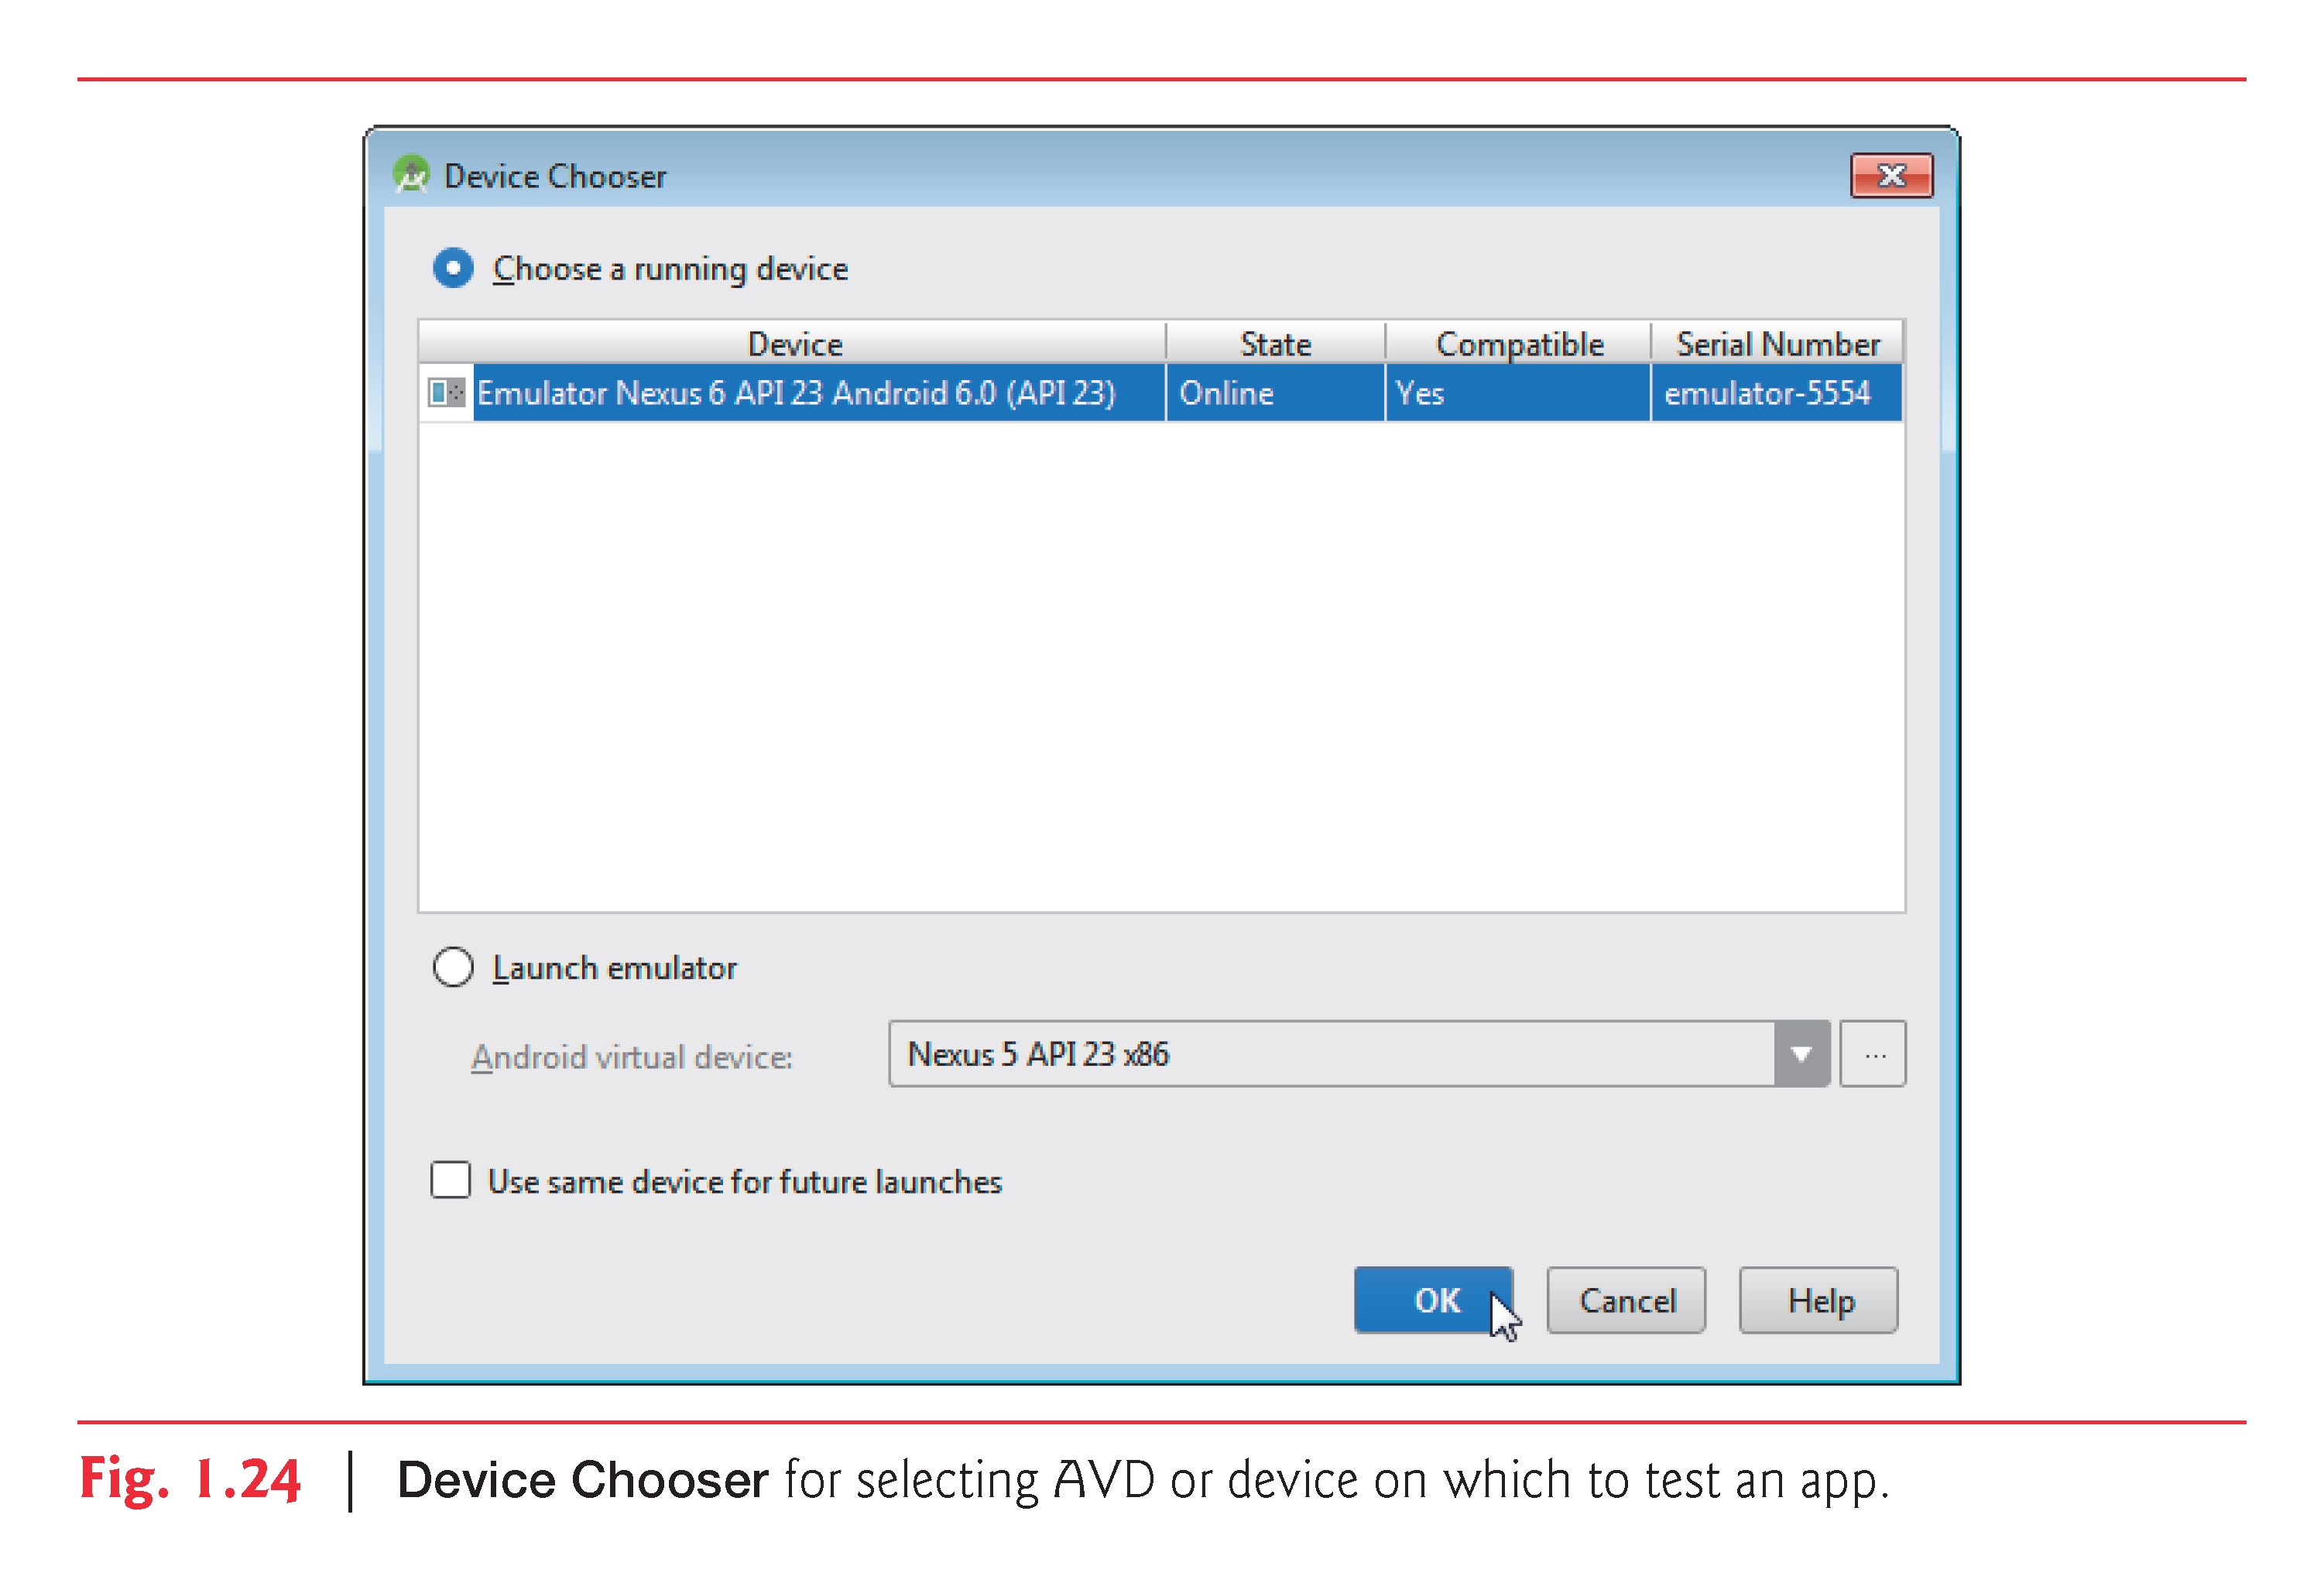 Device Chooser
Choose a running device
Device State Compatible Serial Number
Emulator Nexus 6 API 23 Android 6.0 (API 23) Online Yes emulator-5554
Launch emulator
Android virtual device: Nexus 5 API 23 x86 ...
Use same device for future launches
OK Cancel Help
Fig. 1.24 | Device Chooser for selecting AVD or device on which to test an app.